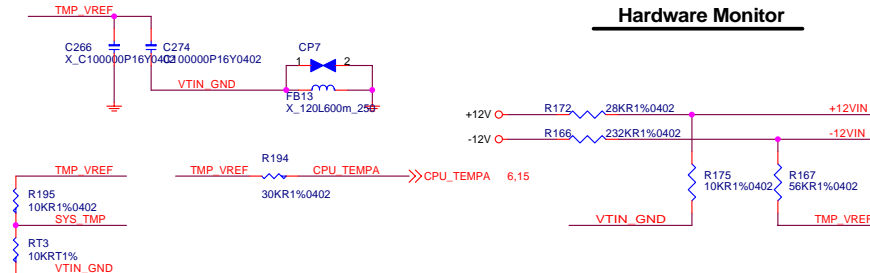 Hardware Monitor
TMP_VREF
C266
X_C100000P16Y0402
C274
C100000P16Y0402
CP7
1 2
VTIN_GND
FB13
X_120L600m_250
+12V R172 28KR1%0402 +12VIN
-12V R166 232KR1%0402 -12VIN
R175
10KR1%0402
R167
56KR1%0402
VTIN_GND
TMP_VREF
TMP_VREF
R195
10KR1%0402
SYS_TMP
RT3
10KRT1%
VTIN_GND
TMP_VREF
R194
30KR1%0402
CPU_TEMPA
CPU_TEMPA 6,15